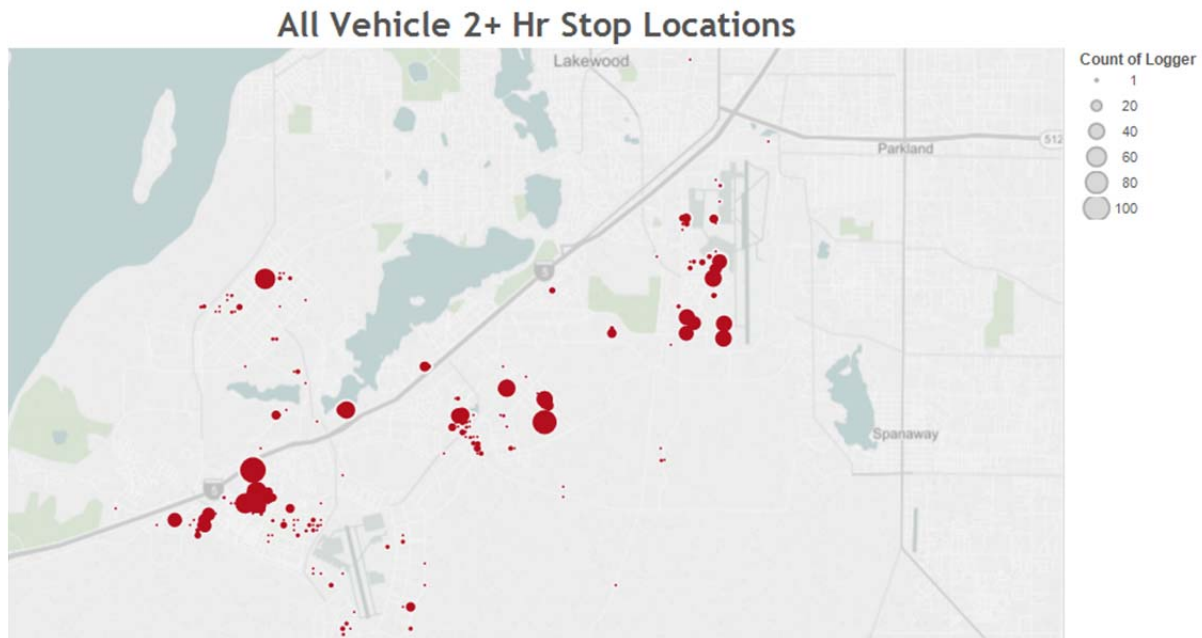 All Vehicle 2+ Hr Stop Locations
Lakewood
Parkland
512
5
Spanaway
5
Count of Logger
1
20
40
60
80
100